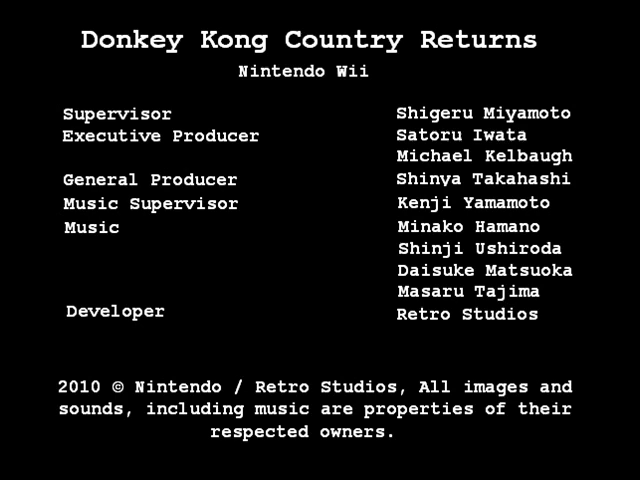 Donkey Kong Country Returns
Nintendo Wii
Supervisor Shigeru Miyamoto
Executive Producer Satoru Iwata
Michael Kelbaugh
General Producer Shinya Takahashi
Music Supervisor Kenji Yamamoto
Music Minako Hamano
Shinji Ushiroda
Daisuke Matsuoka
Masaru Tajima
Developer Retro Studios
2010 © Nintendo / Retro Studios, All images and
sounds, including music are properties of their
respected owners.